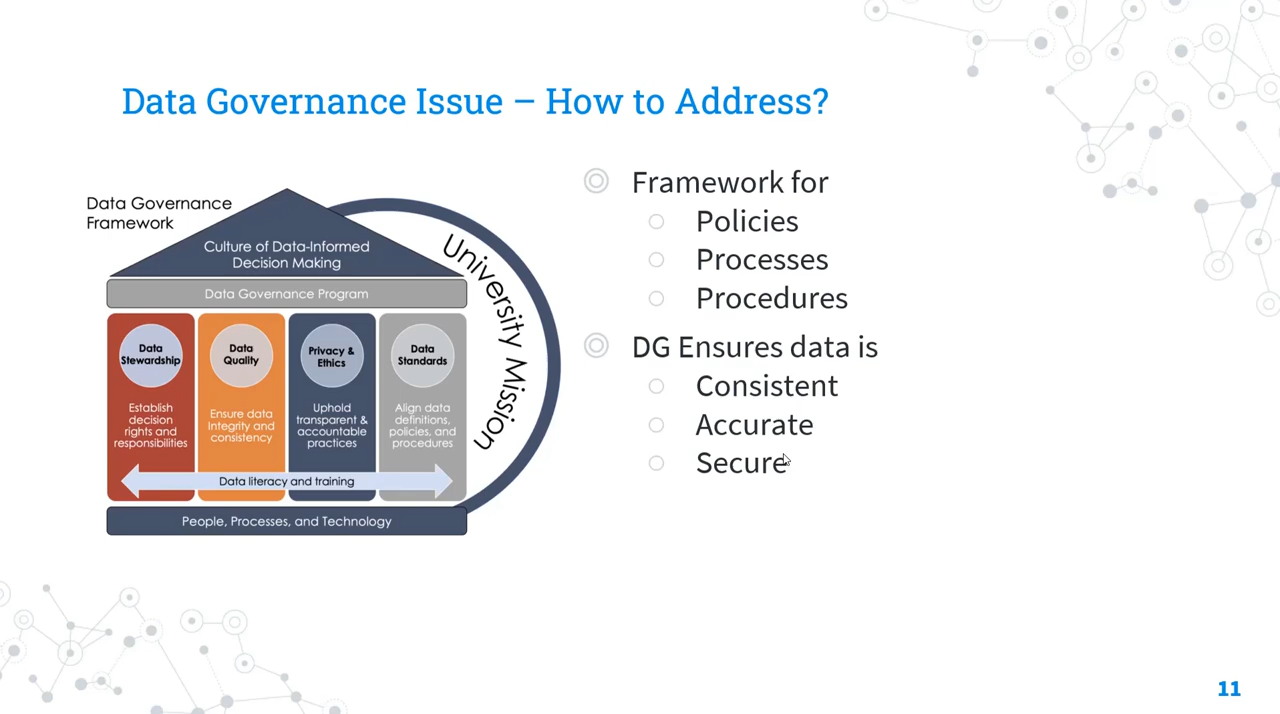 Data Governance Issue – How to Address?
Data Governance
Framework
Culture of Data-Informed
Decision Making
Data Governance Program
Data
Stewardship
Establish
decision
rights and
responsibilities
Data
Quality
Ensure data
Integrity and
consistency
Privacy &
Ethics
Uphold
transparent &
accountable
practices
Data
Standards
Align data
definitions,
policies, and
procedures
Data literacy and training
People, Processes, and Technology
University Mission
Framework for
Policies
Processes
Procedures
DG Ensures data is
Consistent
Accurate
Secure
11